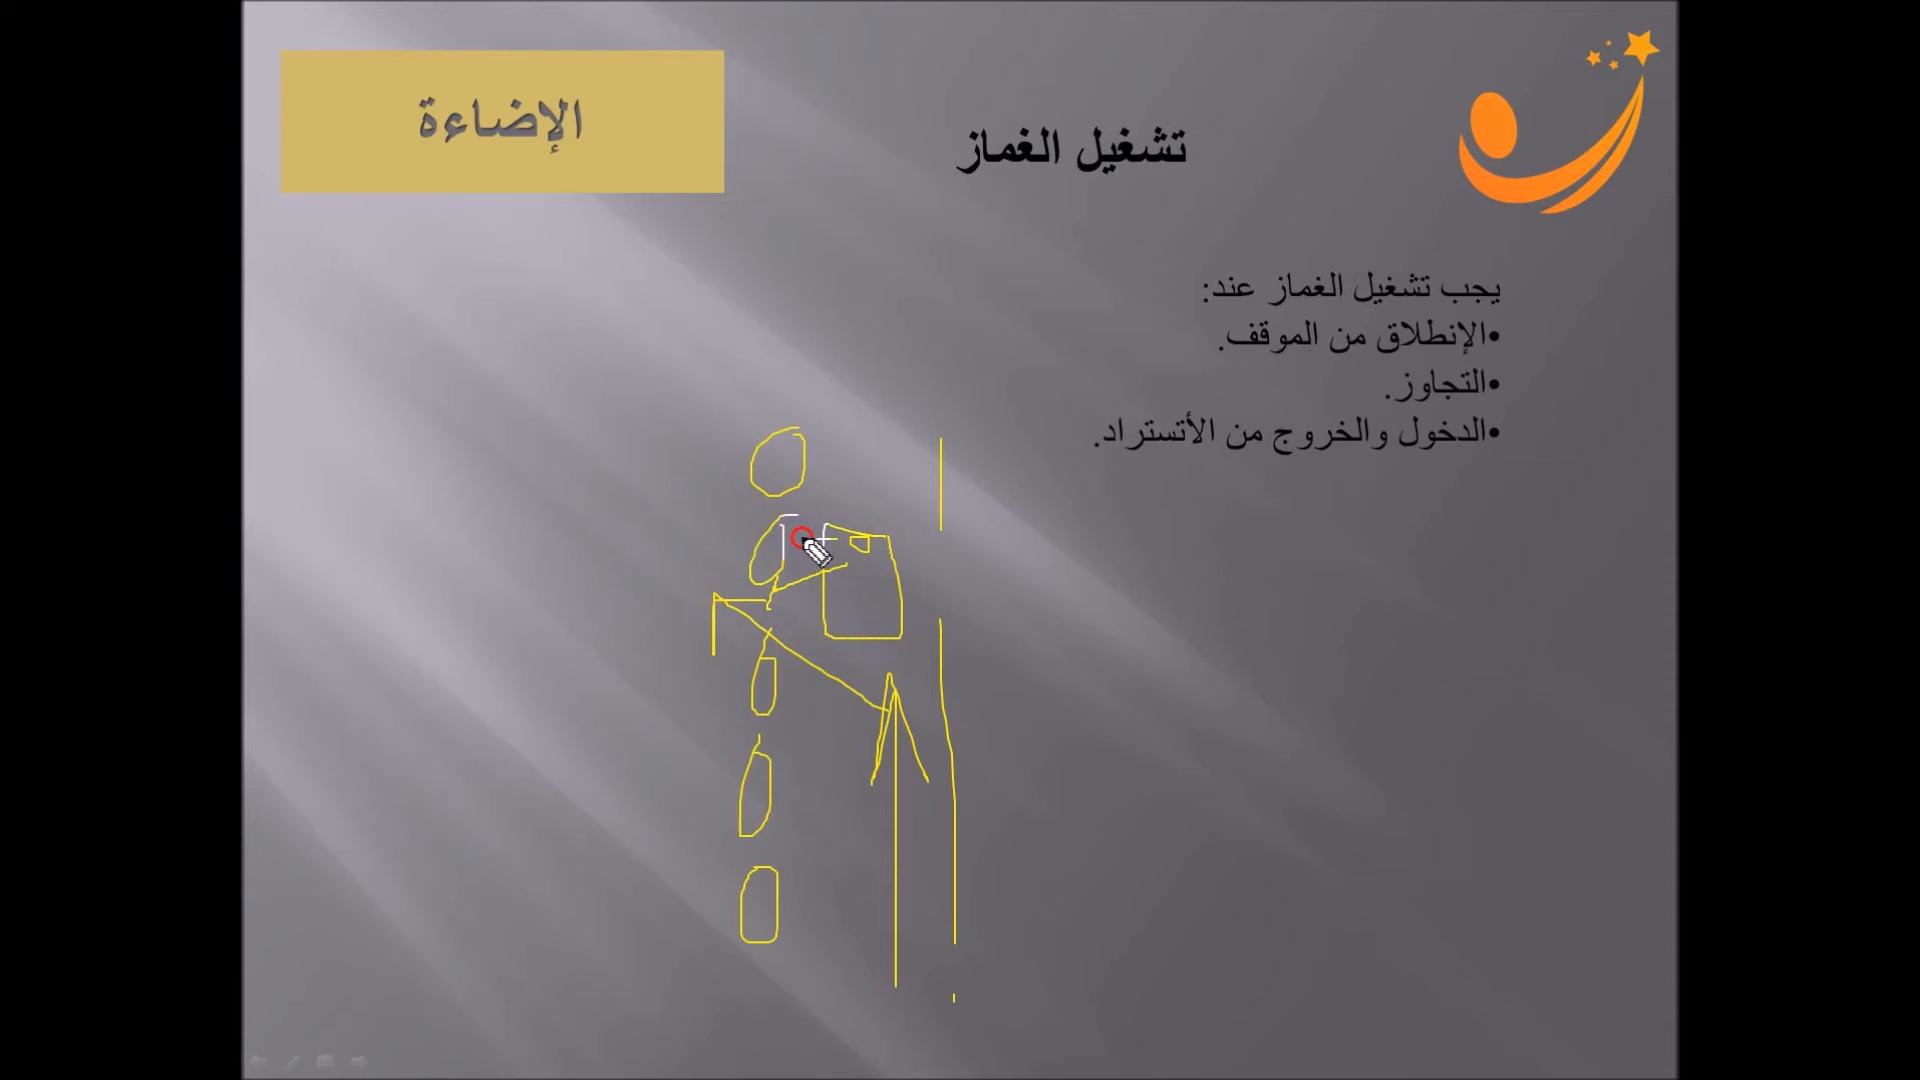 الإضاءة
تشغيل الغماز
يجب تشغيل الغماز عند:
•الإنطلاق من الموقف.
•التجاوز.
•الدخول والخروج من الأتستراد.